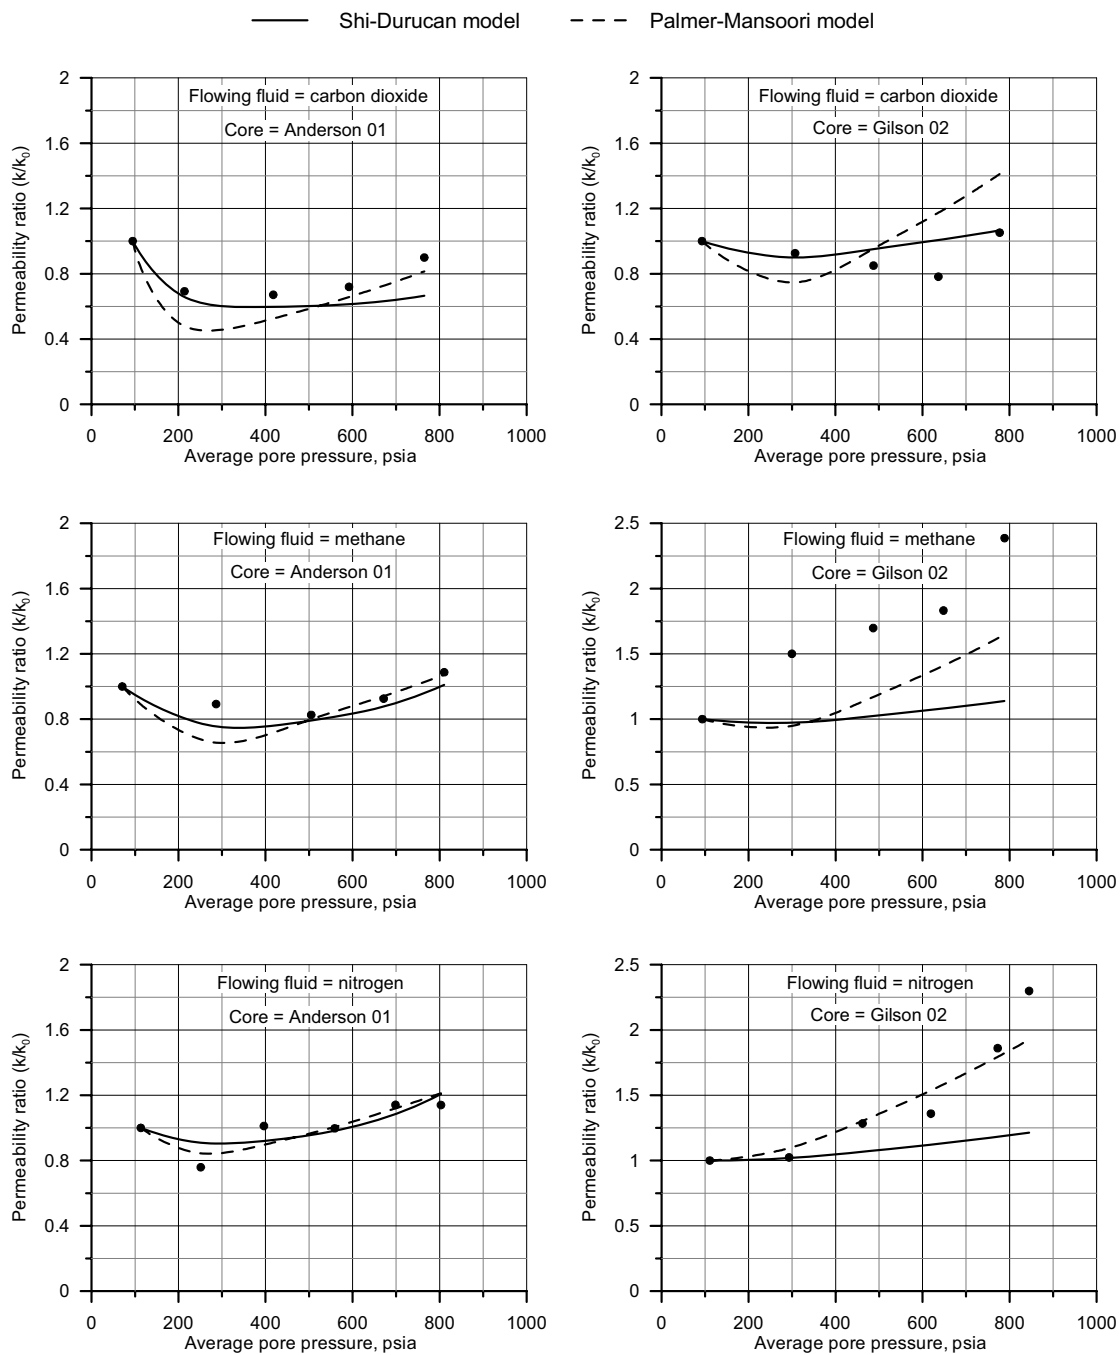 Shi-Durucan model
Palmer-Mansoori model
Flowing fluid = carbon dioxide
Core = Anderson 01
Permeability ratio (k/k0)
2
1.6
1.2
0.8
0.4
0
0 200 400 600 800 1000
Average pore pressure, psia
Flowing fluid = carbon dioxide
Core = Gilson 02
Permeability ratio (k/k0)
2
1.6
1.2
0.8
0.4
0
0 200 400 600 800 1000
Average pore pressure, psia
Flowing fluid = methane
Core = Anderson 01
Permeability ratio (k/k0)
2
1.6
1.2
0.8
0.4
0
0 200 400 600 800 1000
Average pore pressure, psia
Flowing fluid = methane
Core = Gilson 02
Permeability ratio (k/k0)
2.5
2
1.5
1
0.5
0
0 200 400 600 800 1000
Average pore pressure, psia
Flowing fluid = nitrogen
Core = Anderson 01
Permeability ratio (k/k0)
2
1.6
1.2
0.8
0.4
0
0 200 400 600 800 1000
Average pore pressure, psia
Flowing fluid = nitrogen
Core = Gilson 02
Permeability ratio (k/k0)
2.5
2
1.5
1
0.5
0
0 200 400 600 800 1000
Average pore pressure, psia